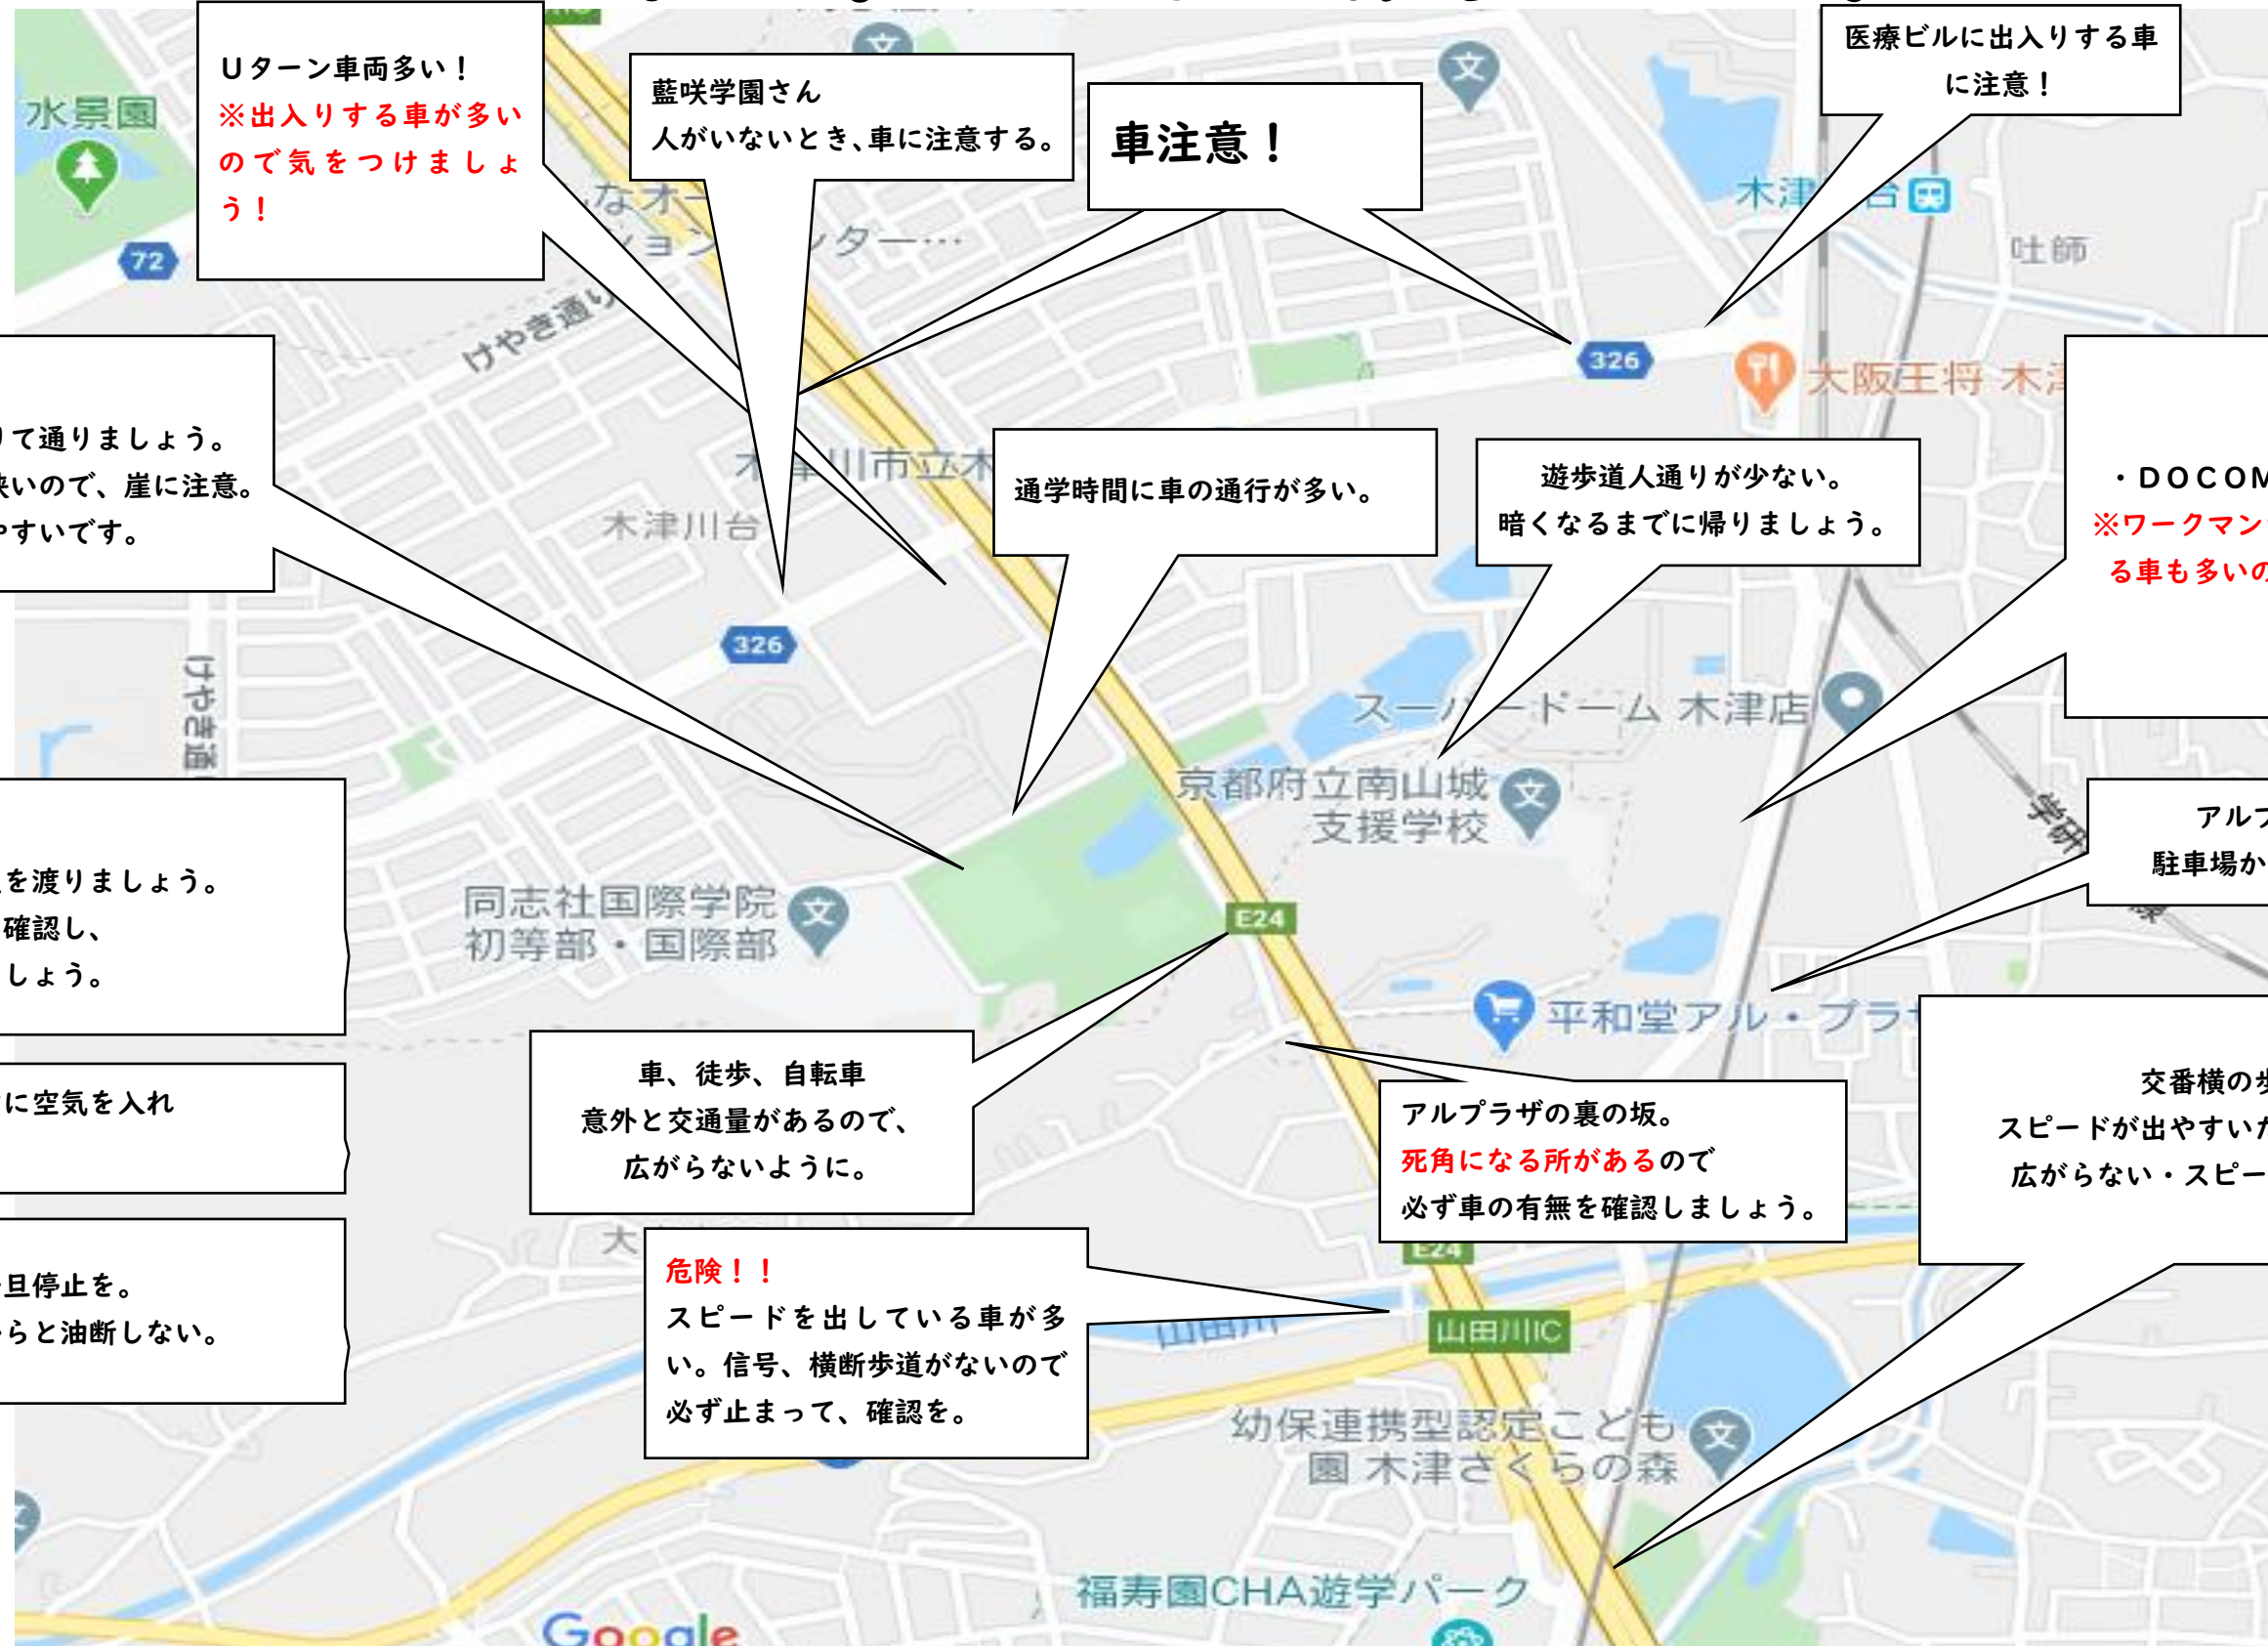 Uターン車両多い！
※出入りする車が多い
ので気をつけましょ
う！
藍咲学園さん
人がいないとき、車に注意する。
車注意！
医療ビルに出入りする車
に注意！
水景園
72
けやき通り
吐師
326
大阪王将
て通りましょう。
狭いので、崖に注意。
やすいです。
木津川台
通学時間に車の通行が多い。
遊歩道人通りが少ない。
暗くなるまでに帰りましょう。
・DOCOM
※ワークマン
る車も多いの
326
けやき通
スーパードーム 木津店
京都府立南山城
支援学校
学研
アルプ
駐車場か
を渡りましょう。
確認し、
しょう。
同志社国際学院
初等部・国際部
E24
平和堂アル・プラ
に空気を入れ
車、徒歩、自転車
意外と交通量があるので、
広がらないように。
アルプラザの裏の坂。
死角になる所があるので
必ず車の有無を確認しましょう。
交番横の歩
スピードが出やすいた
広がらない・スピー
旦停止を。
らと油断しない。
大
危険！！
スピードを出している車が多
い。信号、横断歩道がないので
必ず止まって、確認を。
E24
山田川
山田川IC
幼保連携型認定こども
園 木津さくらの森
福寿園CHA遊学パーク
Google